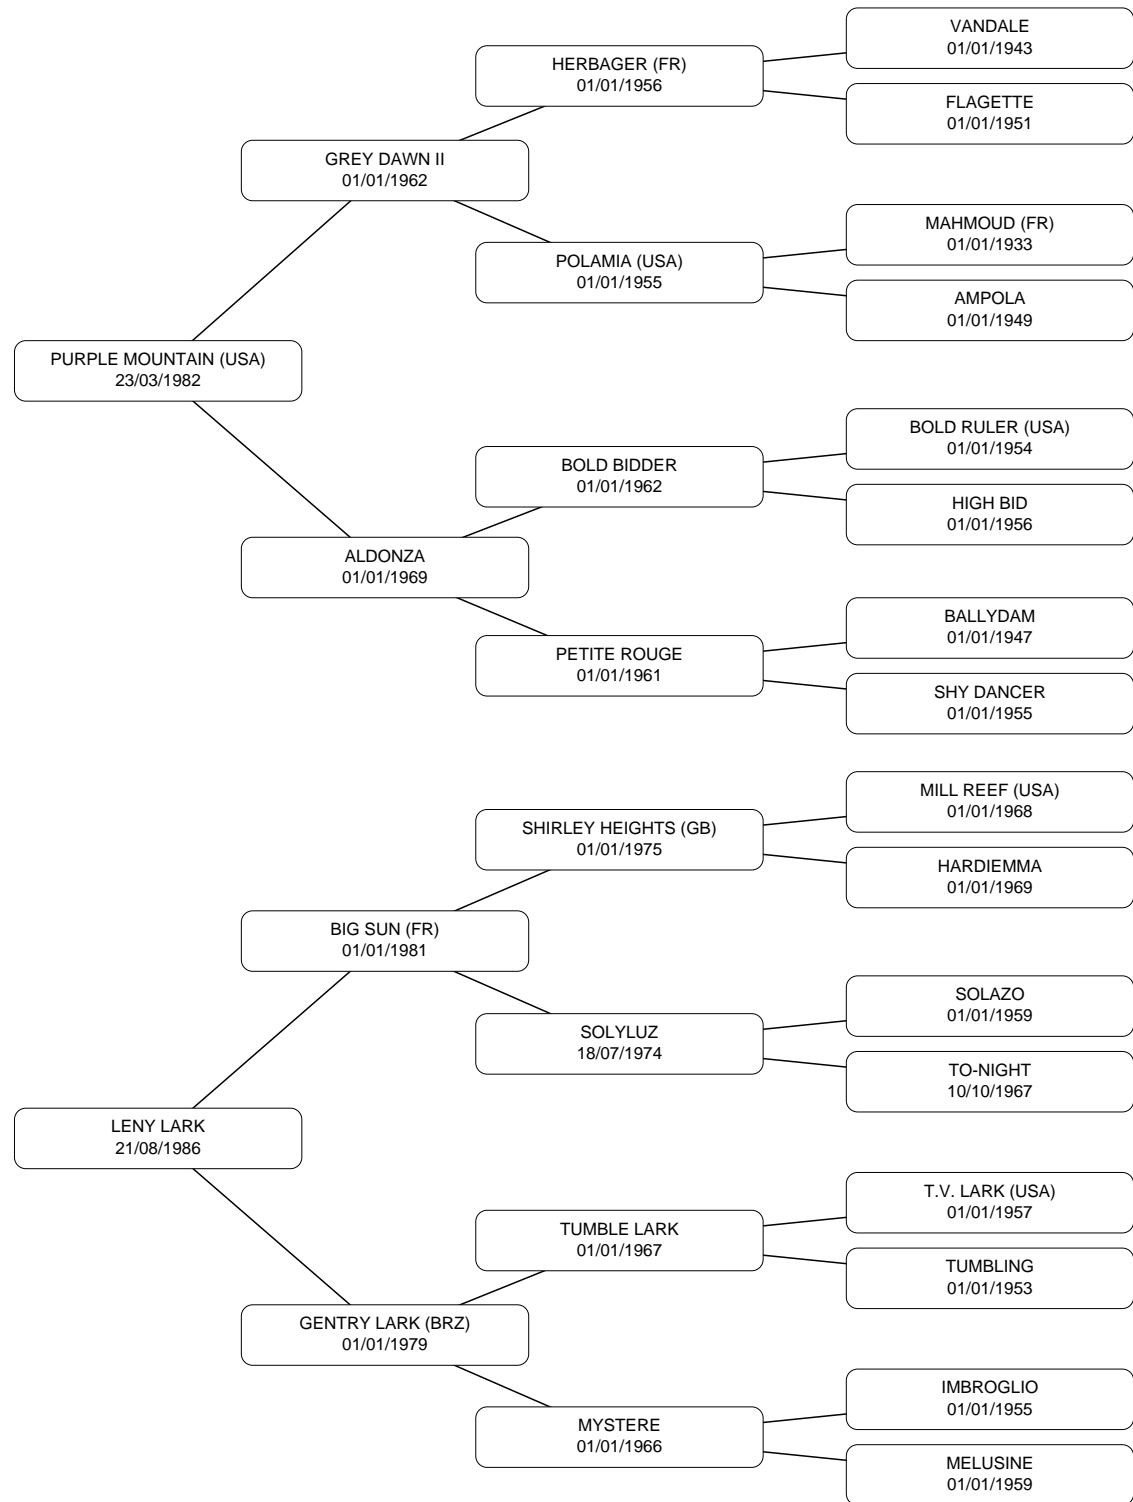 VANDALE
01/01/1943
HERBAGER (FR)
01/01/1956
FLAGETTE
01/01/1951
GREY DAWN II
01/01/1962
MAHMOUD (FR)
01/01/1933
POLAMIA (USA)
01/01/1955
AMPOLA
01/01/1949
PURPLE MOUNTAIN (USA)
23/03/1982
BOLD RULER (USA)
01/01/1954
BOLD BIDDER
01/01/1962
HIGH BID
01/01/1956
ALDONZA
01/01/1969
BALLYDAM
01/01/1947
PETITE ROUGE
01/01/1961
SHY DANCER
01/01/1955
MILL REEF (USA)
01/01/1968
SHIRLEY HEIGHTS (GB)
01/01/1975
HARDIEMMA
01/01/1969
BIG SUN (FR)
01/01/1981
SOLAZO
01/01/1959
SOLYLUZ
18/07/1974
TO-NIGHT
10/10/1967
LENY LARK
21/08/1986
T.V. LARK (USA)
01/01/1957
TUMBLE LARK
01/01/1967
TUMBLING
01/01/1953
GENTRY LARK (BRZ)
01/01/1979
IMBROGLIO
01/01/1955
MYSTERE
01/01/1966
MELUSINE
01/01/1959